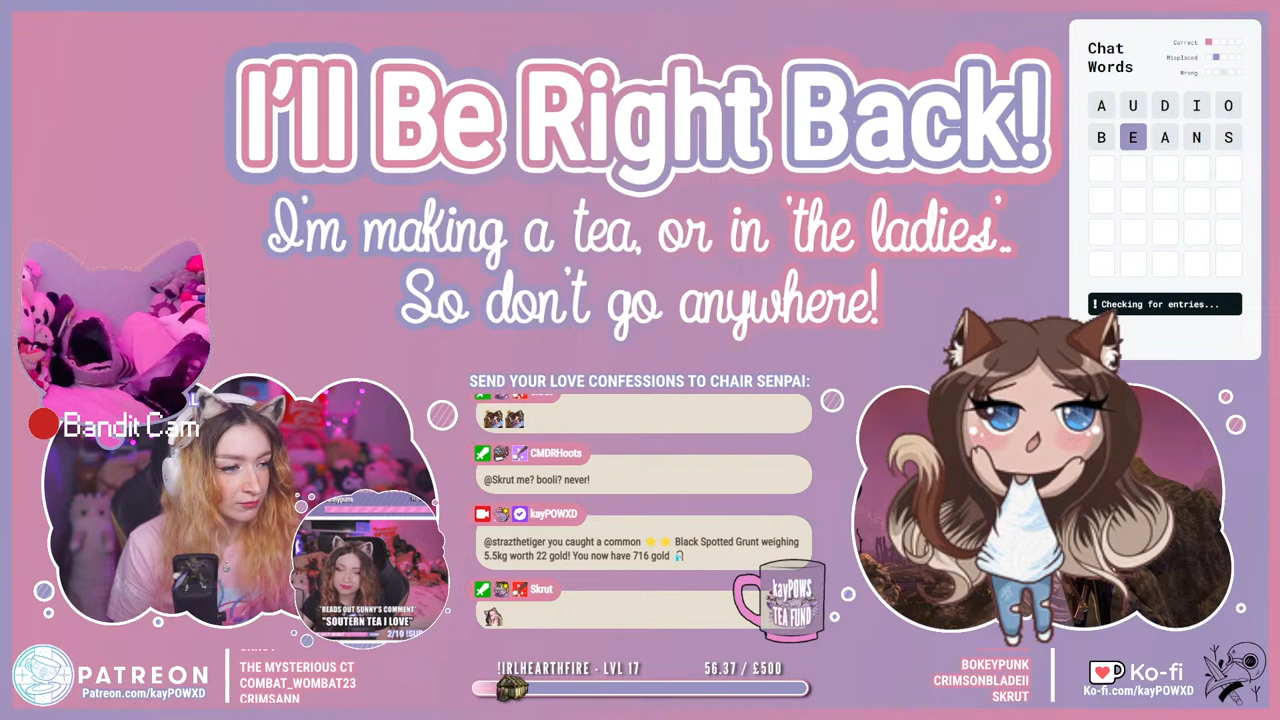 I'll Be Right Back!
I'm making a tea, or in 'the ladies'..
So don't go anywhere!
Chat
Words
Correct
Misplaced
Wrong
A U D I O
B E A N S
! Checking for entries...
Bandit Cam
SEND YOUR LOVE CONFESSIONS TO CHAIR SENPAI:
CMDRHoots
@Skrut me? booli? never!
kayPOWXD
@strazthetiger you caught a common ⭐ ⭐ Black Spotted Grunt weighing
5.5kg worth 22 gold! You now have 716 gold
Skrut
kayPOWS
TEA FUND
*READS OUT SUNNY'S COMMENT*
"SOUTERN TEA I LOVE"
2/10 !SUB
PATREON
Patreon.com/kayPOWXD
THE MYSTERIOUS CT
COMBAT_WOMBAT23
CRIMSANN
!IRLHEARTHFIRE - LVL 17
56.37 / £500
BOKEYPUNK
CRIMSONBLADEII
SKRUT
Ko-fi
Ko-fi.com/kayPOWXD